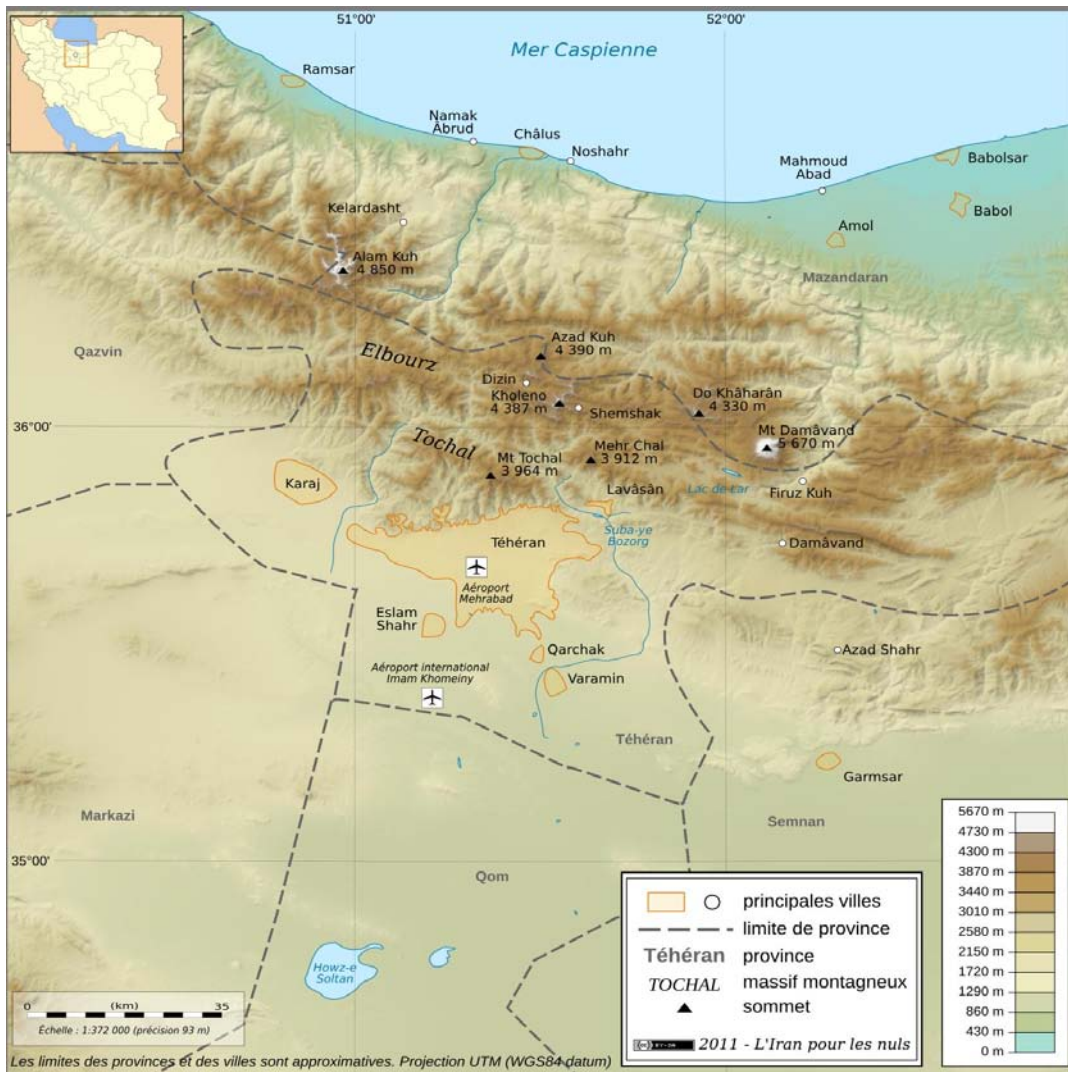 51°00'
52°00'
Mer Caspienne
Ramsar
Namak
Âbrud
Châlus
Noshahr
Mahmoud
Abad
Babolsar
Babol
Amol
Kelardasht
Alam Kuh
4 850 m
Mazandaran
Qazvin
Elbourz
Azad Kuh
4 390 m
Dizin
Kholeno
4 387 m
Shemshak
Do Khâharân
4 330 m
36°00'
Mt Damâvand
5 670 m
Tochal
Mt Tochal
3 964 m
Mehr Chal
3 912 m
Karaj
Lavâsân
Lac de Lar
Firuz Kuh
Suba-ye
Bozorg
Téhéran
Damâvand
Aéroport
Mehrabad
Eslam
Shahr
Qarchak
Azad Shahr
Aéroport international
Imam Khomeiny
Varamin
Téhéran
Garmsar
Markazi
Semnan
35°00'
Qom
Howz-e
Soltan
5670 m
4730 m
4300 m
3870 m
3440 m
3010 m
2580 m
2150 m
1720 m
1290 m
860 m
430 m
0 m
principales villes
limite de province
Téhéran province
TOCHAL massif montagneux
sommet
2011 - L'Iran pour les nuls
0 (km) 35
Échelle : 1:372 000 (précision 93 m)
Les limites des provinces et des villes sont approximatives. Projection UTM (WGS84 datum)